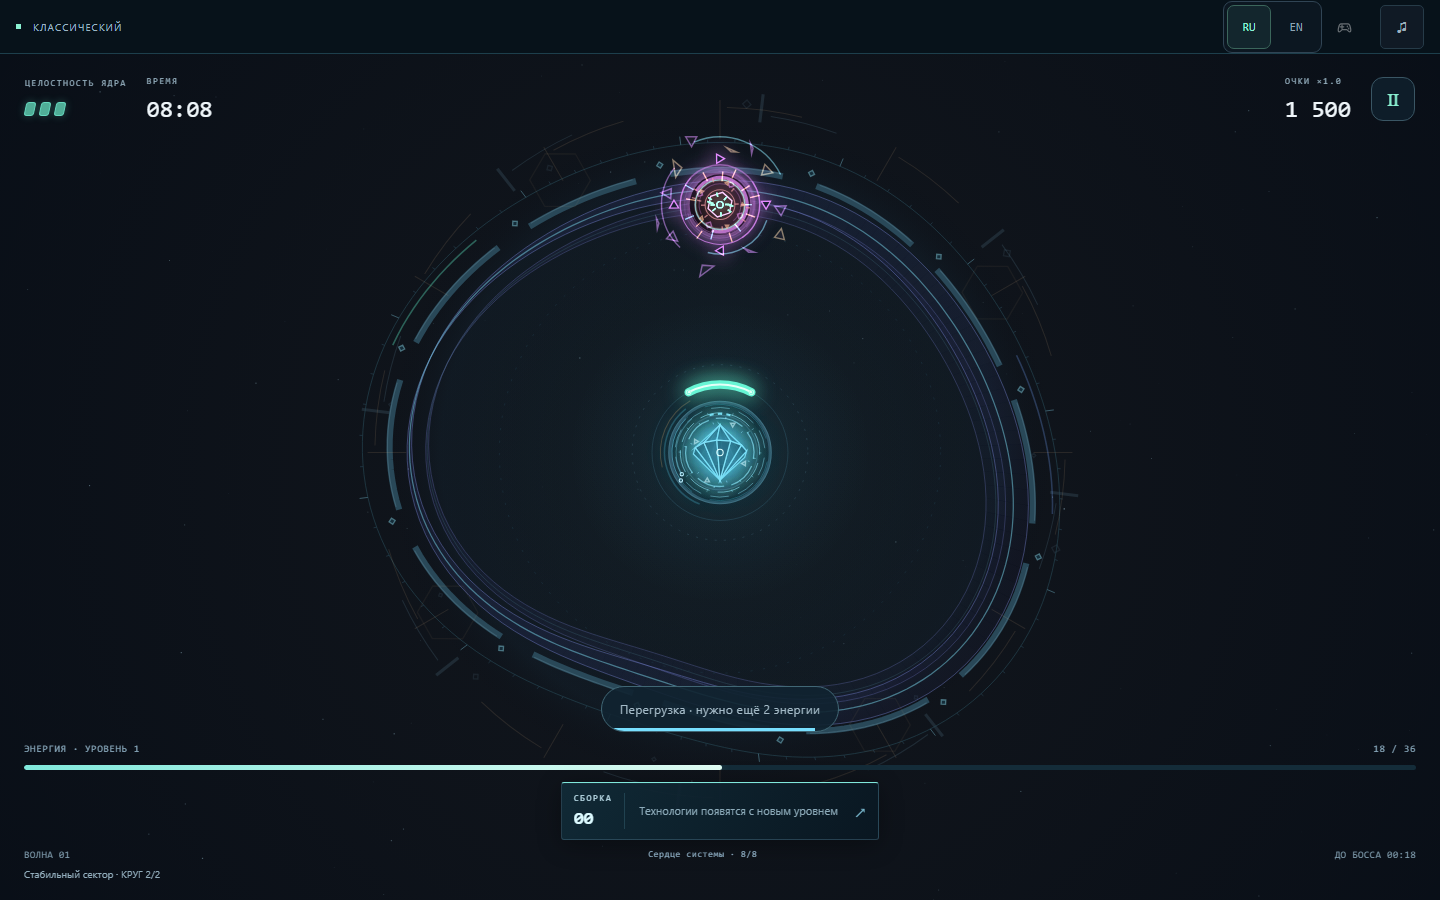 КЛАССИЧЕСКИЙ
RU EN
ЦЕЛОСТНОСТЬ ЯДРА
ВРЕМЯ
08:08
ОЧКИ ×1.0
1 500
II
Перегрузка · нужно ещё 2 энергии
ЭНЕРГИЯ · УРОВЕНЬ 1
18 / 36
СБОРКА
00
Технологии появятся с новым уровнем ↗
ВОЛНА 01
Сердце системы · 8/8
ДО БОССА 00:18
Стабильный сектор · КРУГ 2/2